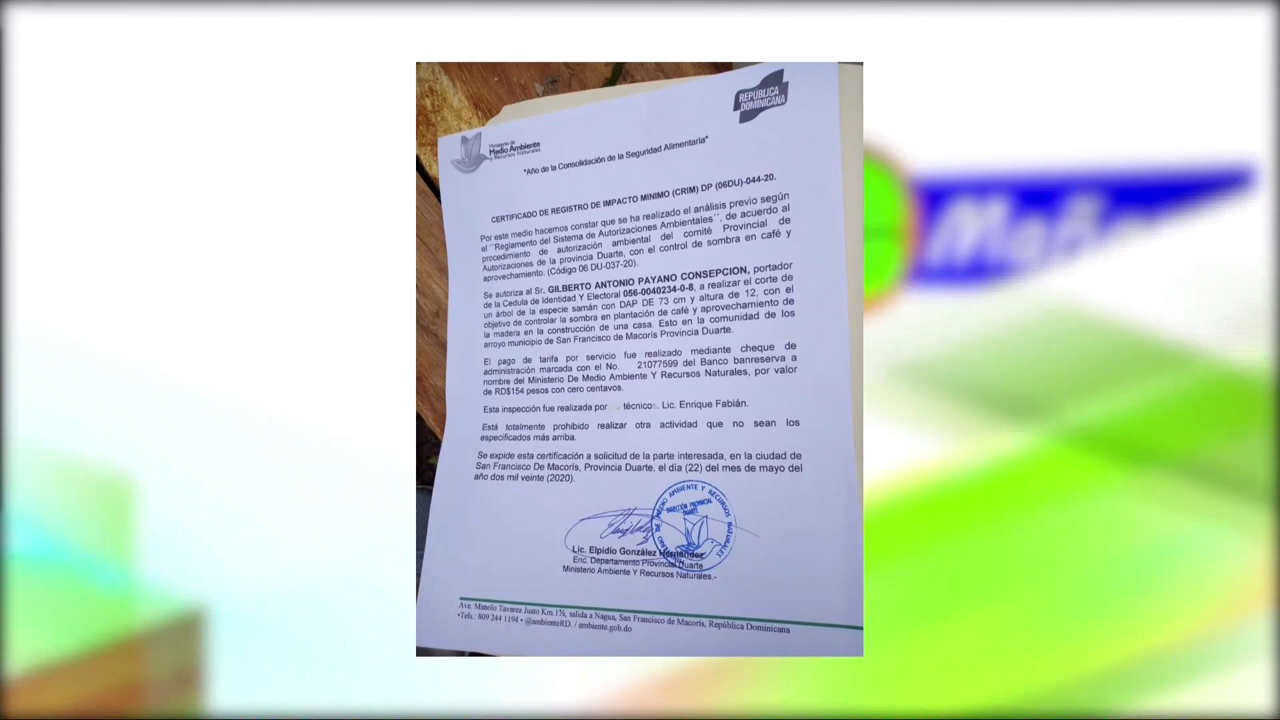 REPÚBLICA
DOMINICANA
Ministerio de
Medio Ambiente
y Recursos Naturales
"Año de la Consolidación de la Seguridad Alimentaria"
CERTIFICADO DE REGISTRO DE IMPACTO MINIMO (CRIM) DP (06DU)-044-20.
Por este medio hacemos constar que se ha realizado el análisis previo según
el ¨Reglamento del Sistema de Autorizaciones Ambientales¨, de acuerdo al
procedimiento de autorización ambiental del comité Provincial de
Autorizaciones de la provincia Duarte, con el control de sombra en café y
aprovechamiento. (Código 06 DU-037-20).
Se autoriza al Sr. GILBERTO ANTONIO PAYANO CONSEPCION, portador
de la Cedula de Identidad Y Electoral 056-0040234-0-8, a realizar el corte de
un árbol de la especie samán con DAP DE 73 cm y altura de 12, con el
objetivo de controlar la sombra en plantación de café y aprovechamiento de
la madera en la construcción de una casa. Esto en la comunidad de los
arroyo municipio de San Francisco de Macorís Provincia Duarte.
El pago de tarifa por servicio fue realizado mediante cheque de
administración marcada con el No. 21077599 del Banco banreserva a
nombre del Ministerio De Medio Ambiente Y Recursos Naturales, por valor
de RD$154 pesos con cero centavos.
Esta inspección fue realizada por técnicos. Lic. Enrique Fabián.
Está totalmente prohibido realizar otra actividad que no sean los
especificados más arriba.
Se expide esta certificación a solicitud de la parte interesada, en la ciudad de
San Francisco De Macorís, Provincia Duarte, el día (22) del mes de mayo del
año dos mil veinte (2020).
MEDIO AMBIENTE Y RECURSOS NATURALES
DIRECCIÓN PROVINCIAL
DUARTE
Lic. Elpidio González Hernández
Enc. Departamento Provincial Duarte
Ministerio Ambiente Y Recursos Naturales.-
Ave. Manolo Tavarez Justo Km.1½, salida a Nagua, San Francisco de Macorís, República Dominicana
•Tels.: 809 244 1194 • @ambienteRD. / ambiente.gob.do